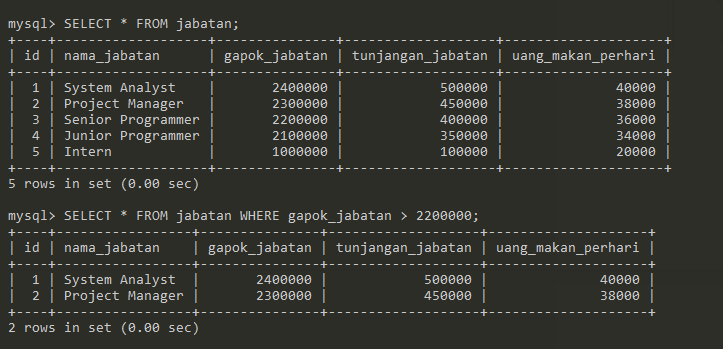 mysql> SELECT * FROM jabatan;
+----+-------------------+---------------+-------------------+--------------------+
| id | nama_jabatan      | gapok_jabatan | tunjangan_jabatan | uang_makan_perhari |
+----+-------------------+---------------+-------------------+--------------------+
|  1 | System Analyst    |       2400000 |            500000 |              40000 |
|  2 | Project Manager   |       2300000 |            450000 |              38000 |
|  3 | Senior Programmer |       2200000 |            400000 |              36000 |
|  4 | Junior Programmer |       2100000 |            350000 |              34000 |
|  5 | Intern            |       1000000 |            100000 |              20000 |
+----+-------------------+---------------+-------------------+--------------------+
5 rows in set (0.00 sec)
mysql> SELECT * FROM jabatan WHERE gapok_jabatan > 2200000;
+----+-----------------+---------------+-------------------+--------------------+
| id | nama_jabatan    | gapok_jabatan | tunjangan_jabatan | uang_makan_perhari |
+----+-----------------+---------------+-------------------+--------------------+
|  1 | System Analyst  |       2400000 |            500000 |              40000 |
|  2 | Project Manager |       2300000 |            450000 |              38000 |
+----+-----------------+---------------+-------------------+--------------------+
2 rows in set (0.00 sec)